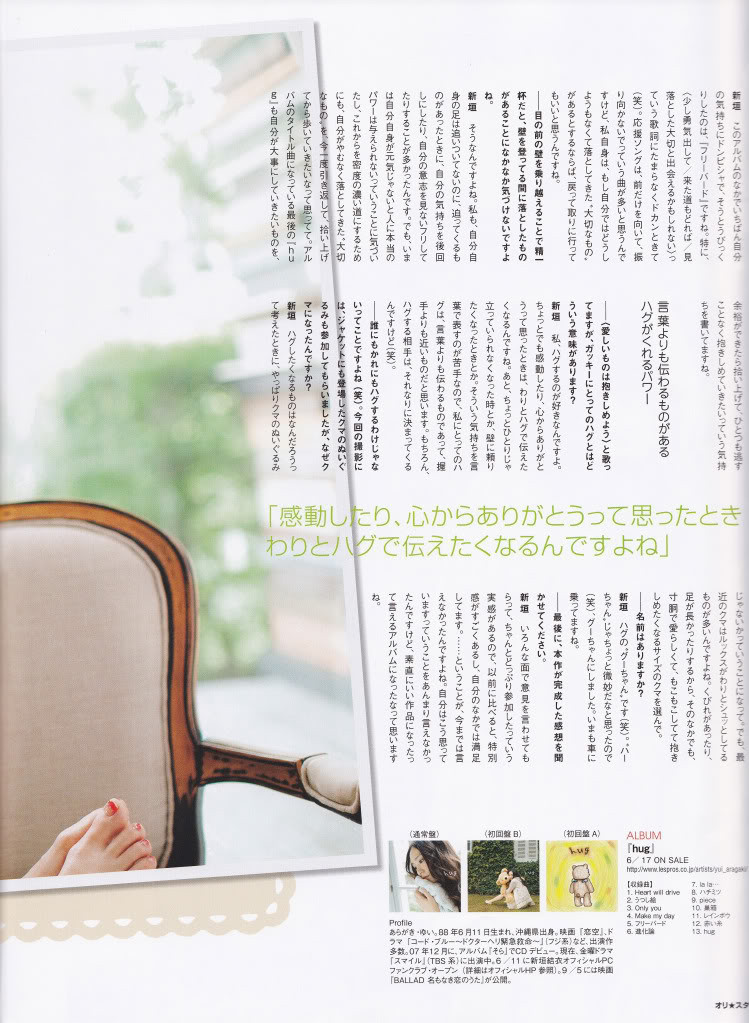 新垣　このアルバムのなかでいちばん自分
の気持ちにドンピシャで、そうとうびっく
りしたのは、「フリーバード」ですね。特に、
〈少し勇気出して／来た道もどれば／見
落とした大切と出会えるかもしれない〉っ
ていう歌詞にたまらなくドカンときて
（笑）。応援ソングは、前だけを向いて、振
り向かないでっていう曲が多いと思うんで
すけど、私自身は、もし自分ではどうし
ようもなくて落としてきた“大切なもの”
があるとするならば、戻って取りに行って
もいいと思うんですね。
――目の前の壁を乗り越えることで精一
杯だと、壁を登ってる間に落としたもの
があることになかなか気づけないですよ
ね。
新垣　そうなんですよね。私も、自分自
身の足は追いついてないのに、迫ってくるも
のがあったときに、自分の気持ちを後回
しにしたり、自分の意志を見ないフリして
たりすることが多かったんです。でも、いま
は自分自身が元気じゃないと人に本当の
パワーは与えられないっていうことに気づい
たし、これからを密度の濃い道にするため
にも、自分がやむなく落としてきた“大切
なもの”を、今一度引き返して、拾い上げ
てから歩いていきたいなって思ってて。アル
バムのタイトル曲になっている最後の『hu
g』も自分が大事にしていきたいものを、
余裕ができたら拾い上げて、ひとつも逃す
ことなく抱きしめていきたいっていう気持
ちを書いてますね。
言葉よりも伝わるものがある
ハグがくれるパワー
――〈愛しいものは抱きしめよう〉と歌っ
てますが、ガッキーにとってのハグとはど
ういう意味があります？
新垣　私、ハグするのが好きなんですよ。
ちょっとでも感動したり、心からありがと
うって思ったときは、わりとハグで伝えた
くなるんですね。あと、ちょっとひとりじゃ
立っていられなくなった時とか、壁に頼り
たくなったときとか。そういう気持ちを言
葉で表すのが苦手なので、私にとってのハ
グは、言葉よりも伝わるものであって、握
手よりも近いものだと思います。もちろん、
ハグする相手は、それなりに決まってくる
んですけど（笑）。
――誰にもかれにもハグするわけじゃな
いってことですよね（笑）。今回の撮影に
は、ジャケットにも登場したクマのぬいぐ
るみも参加してもらいましたが、なぜク
マになったんですか？
新垣　ハグしたくなるものはなんだろうっ
て考えたときに、やっぱりクマのぬいぐるみ
「感動したり、心からありがとうって思ったとき
わりとハグで伝えたくなるんですよね」
じゃないかっていうことになって。でも、最
近のクマはルックスがわりとシュッとしてる
ものが多いんですよね。くびれがあったり、
足が長かったりするから、そのなかでも、
寸胴で愛らしくて、もこもこしてて抱き
しめたくなるサイズのクマを選んで。
――名前はありますか？
新垣　ハグの“グーちゃん”です（笑）。“ハー
ちゃん”じゃちょっと微妙だなと思ったので
（笑）、グーちゃんにしました。いまも車に
乗ってますね。
――最後に、本作が完成した感想を聞
かせてください。
新垣　いろんな面で意見を言わせても
らって、ちゃんとどっぷり参加したっていう
実感があるので、以前に比べると、特別
感がすごくあるし、自分のなかでは満足
してます。……ということが、今までは言
えなかったんですよね。自分はこう思って
いますっていうことをあんまり言えなかっ
たんですけど、素直にいい作品になったっ
て言えるアルバムになったなって思います
ね。
（通常盤）
（初回盤 B）
（初回盤 A）
hug
hug
ALBUM
『hug』
6／17 ON SALE
http://www.lespros.co.jp/artists/yui_aragaki/
【収録曲】
1. Heart will drive
2. うつし絵
3. Only you
4. Make my day
5. フリーバード
6. 進化論
7. la la…
8. ハチミツ
9. piece
10. 巣箱
11. レインボウ
12. 赤い糸
13. hug
Profile
あらがき・ゆい。88 年 6 月 11 日生まれ、沖縄県出身。映画『恋空』、ド
ラマ『コード・ブルー～ドクターヘリ緊急救命～』（フジ系）など、出演作
多数。07 年 12 月に、アルバム『そら』でCD デビュー。現在、金曜ドラマ
『スマイル』（TBS 系）に出演中。6 ／ 11 に新垣結衣オフィシャルPC
ファンクラブ・オープン（詳細はオフィシャルHP 参照）。9 ／ 5 には映画
『BALLAD 名もなき恋のうた』が公開。
オリ★スタ